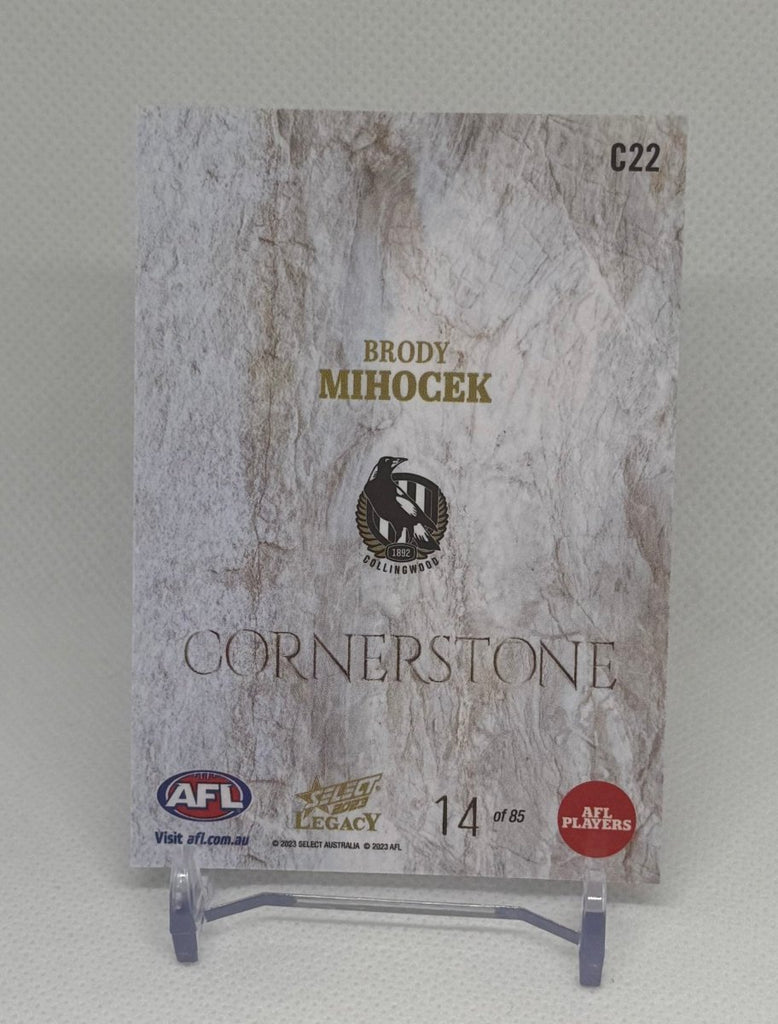 C22
BRODY
MIHOCEK
1892
COLLINGWOOD
CORNERSTONE
AFL
Visit afl.com.au
SELECT
2023
LEGACY
© 2023 SELECT AUSTRALIA © 2023 AFL
14 of 85
AFL
PLAYERS